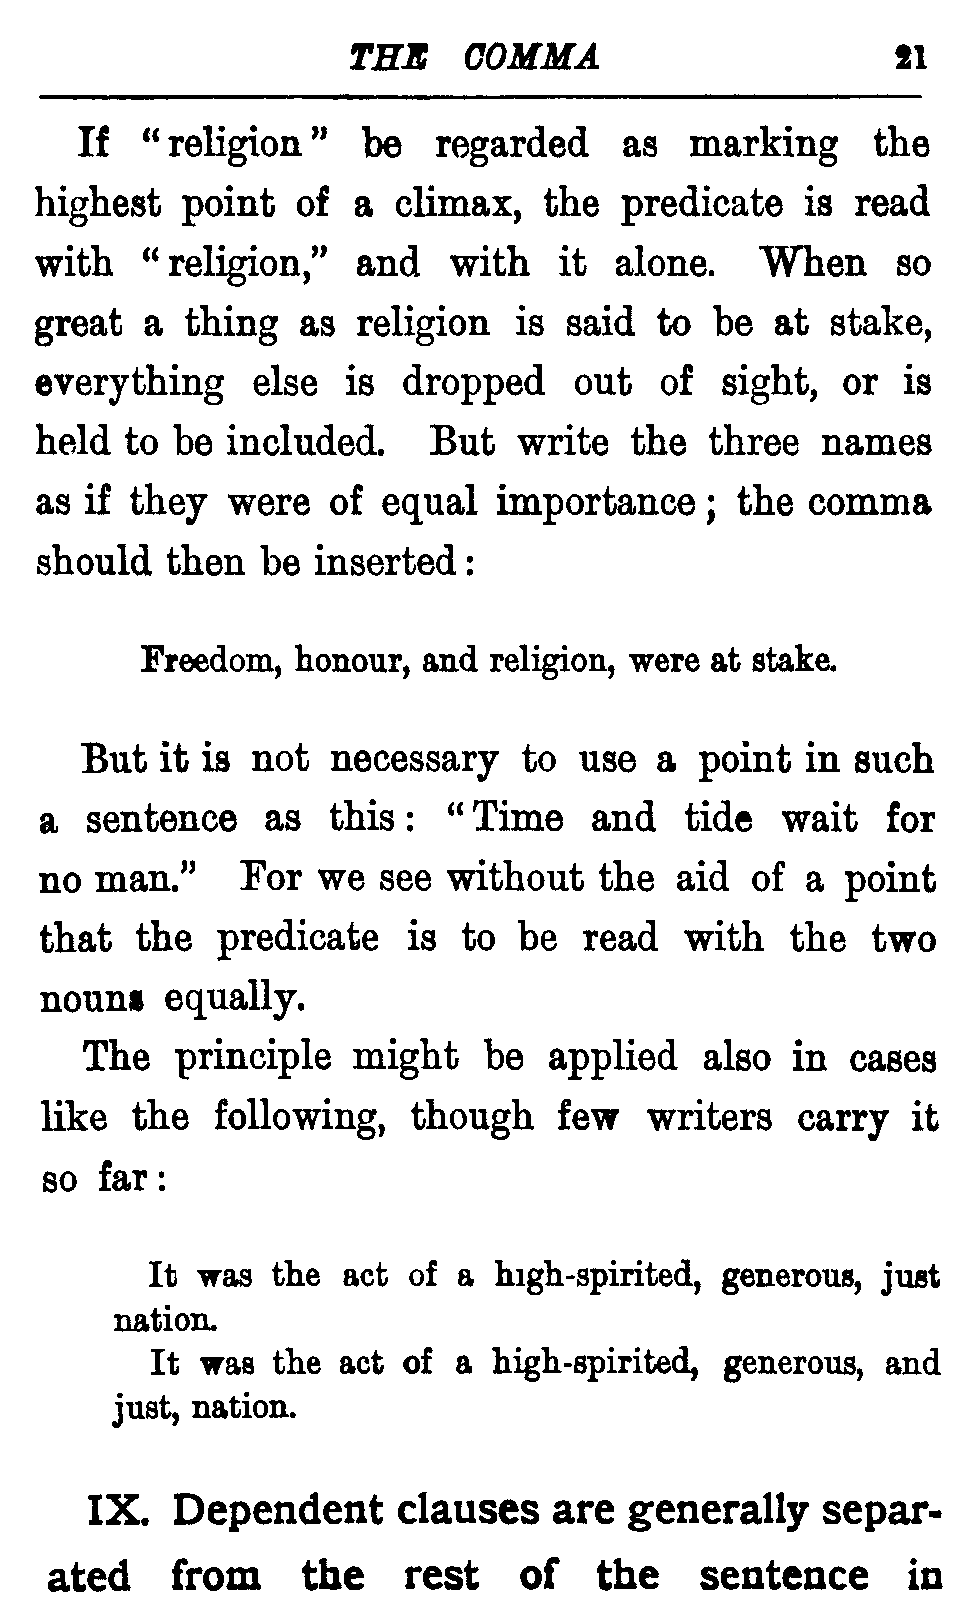 THE COMMA 21
If “religion” be regarded as marking the
highest point of a climax, the predicate is read
with “religion,” and with it alone. When so
great a thing as religion is said to be at stake,
everything else is dropped out of sight, or is
held to be included. But write the three names
as if they were of equal importance; the comma
should then be inserted:
Freedom, honour, and religion, were at stake.
But it is not necessary to use a point in such
a sentence as this: “Time and tide wait for
no man.” For we see without the aid of a point
that the predicate is to be read with the two
nouns equally.
The principle might be applied also in cases
like the following, though few writers carry it
so far:
It was the act of a high-spirited, generous, just
nation.
It was the act of a high-spirited, generous, and
just, nation.
IX. Dependent clauses are generally separ-
ated from the rest of the sentence in